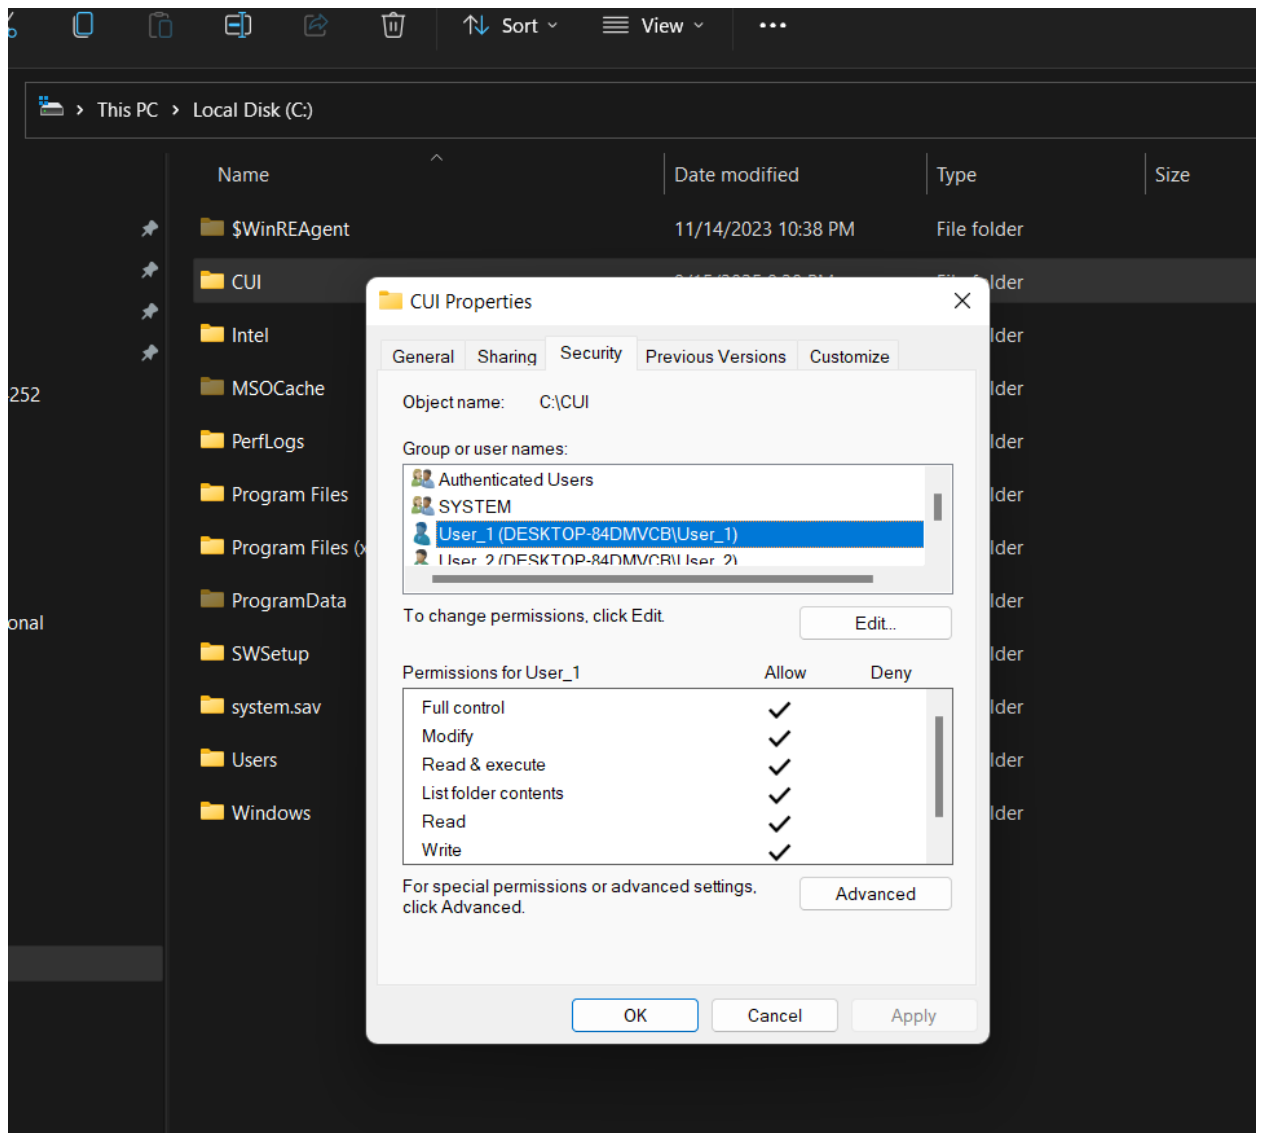 Sort View •••
This PC > Local Disk (C:)
Name Date modified Type Size
$WinREAgent 11/14/2023 10:38 PM File folder
CUI
CUI Properties
Intel lder
General Sharing Security Previous Versions Customize
MSOCache lder
252
Object name: C:\CUI
PerfLogs lder
Group or user names:
Authenticated Users
Program Files lder
SYSTEM
User_1 (DESKTOP-84DMVCB\User_1)
Program Files (x lder
User_2 (DESKTOP-84DMVCB\User_2)
ProgramData lder
To change permissions, click Edit.
Edit...
onal
SWSetup lder
Permissions for User_1 Allow Deny
system.sav lder
Full control
Modify
Users lder
Read & execute
List folder contents
Windows lder
Read
Write
For special permissions or advanced settings,
click Advanced.
Advanced
OK Cancel Apply